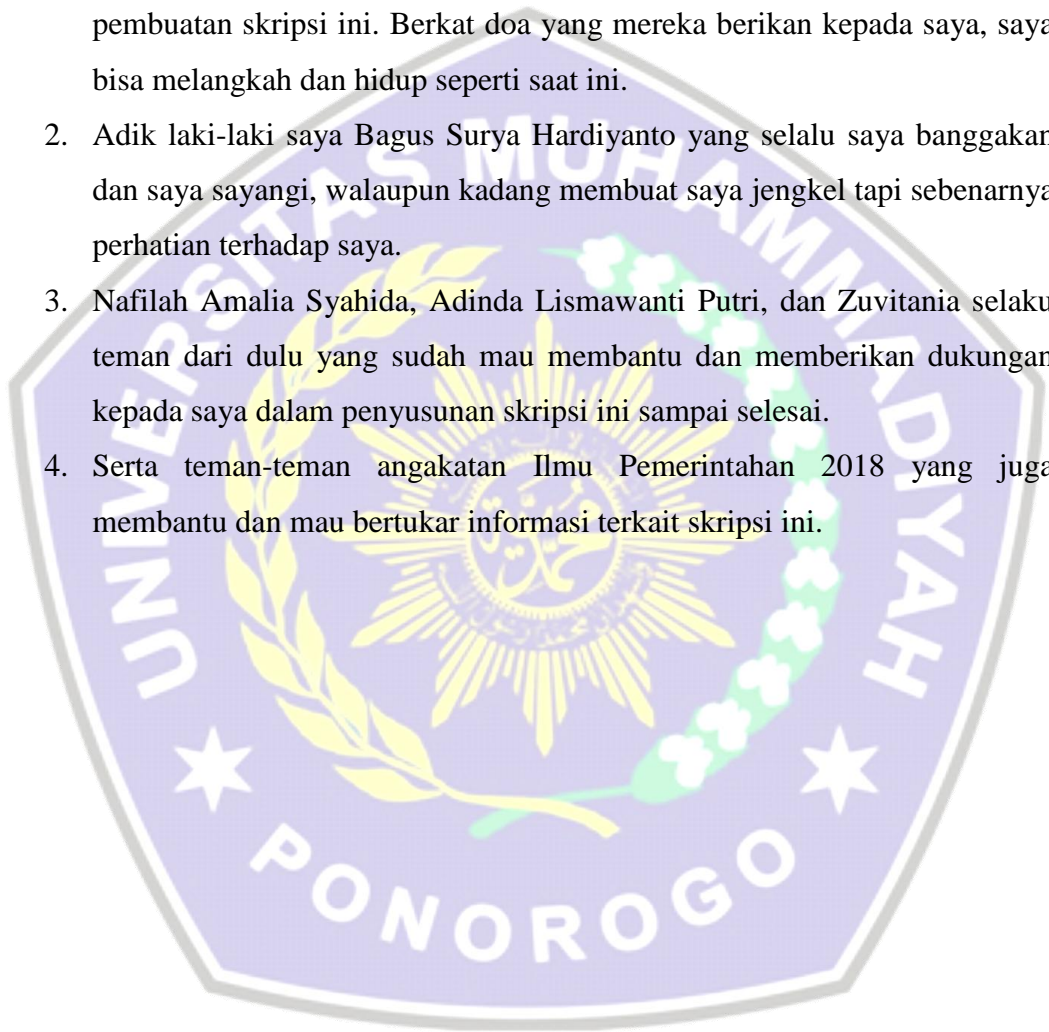 pembuatan skripsi ini. Berkat doa yang mereka berikan kepada saya, saya
bisa melangkah dan hidup seperti saat ini.
2. Adik laki-laki saya Bagus Surya Hardiyanto yang selalu saya banggakan
dan saya sayangi, walaupun kadang membuat saya jengkel tapi sebenarnya
perhatian terhadap saya.
3. Nafilah Amalia Syahida, Adinda Lismawanti Putri, dan Zuvitania selaku
teman dari dulu yang sudah mau membantu dan memberikan dukungan
kepada saya dalam penyusunan skripsi ini sampai selesai.
4. Serta teman-teman angakatan Ilmu Pemerintahan 2018 yang juga
membantu dan mau bertukar informasi terkait skripsi ini.
UNIVERSITAS MUHAMMADIYAH
PONOROGO